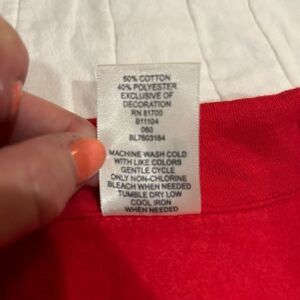 60% COTTON
40% POLYESTER
EXCLUSIVE OF
DECORATION
RN 81700
B11104
060
BL7603164
MACHINE WASH COLD
WITH LIKE COLORS
GENTLE CYCLE
ONLY NON-CHLORINE
BLEACH WHEN NEEDED
TUMBLE DRY LOW
COOL IRON
WHEN NEEDED